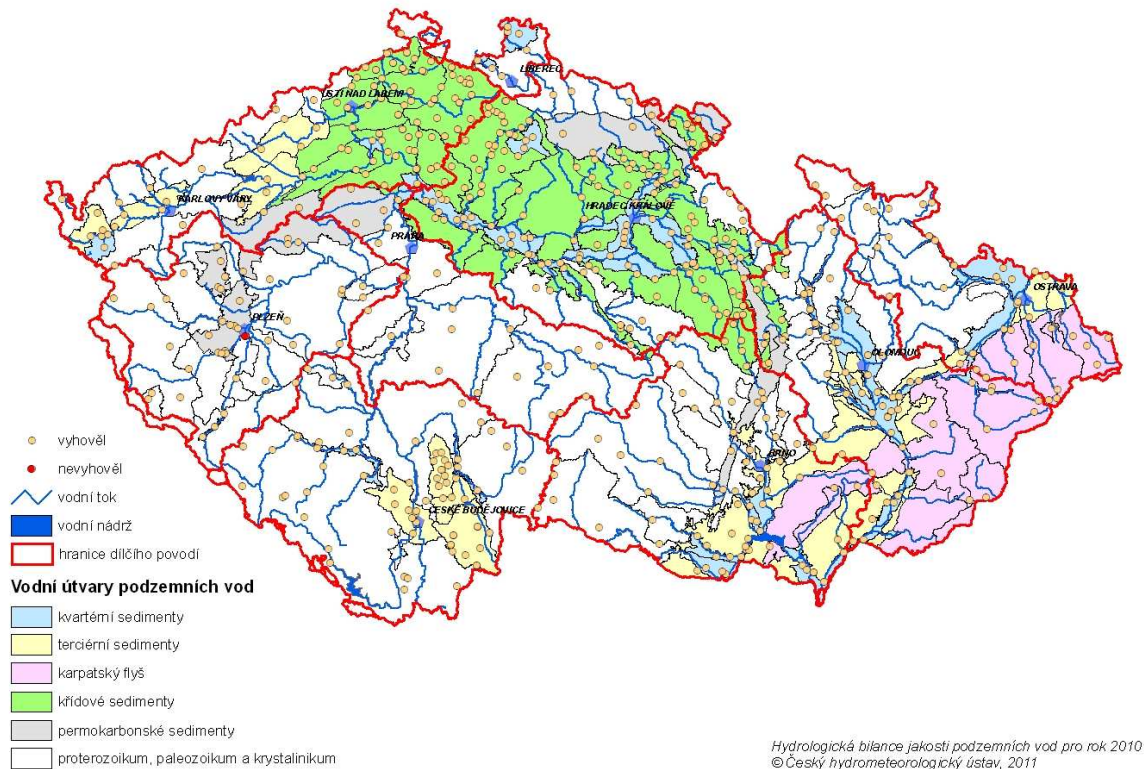 LIBEREC
ÚSTÍ NAD LABEM
KARLOVY VARY
HRADEC KRÁLOVÉ
PRAHA
OSTRAVA
PLZEŇ
OLOMOUC
BRNO
ČESKÉ BUDĚJOVICE
vyhověl
nevyhověl
vodní tok
vodní nádrž
hranice dílčího povodí
Vodní útvary podzemních vod
kvartérní sedimenty
terciérní sedimenty
karpatský flyš
křídové sedimenty
permokarbonské sedimenty
proterozoikum, paleozoikum a krystalinikum
Hydrologická bilance jakosti podzemních vod pro rok 2010
© Český hydrometeorologický ústav, 2011